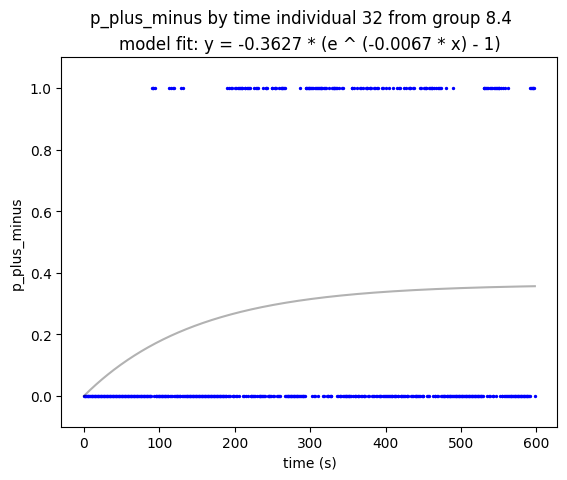 p_plus_minus by time individual 32 from group 8.4
model fit: y = -0.3627 * (e ^ (-0.0067 * x) - 1)
1.0
0.8
0.6
0.4
0.2
0.0
p_plus_minus
0 100 200 300 400 500 600
time (s)